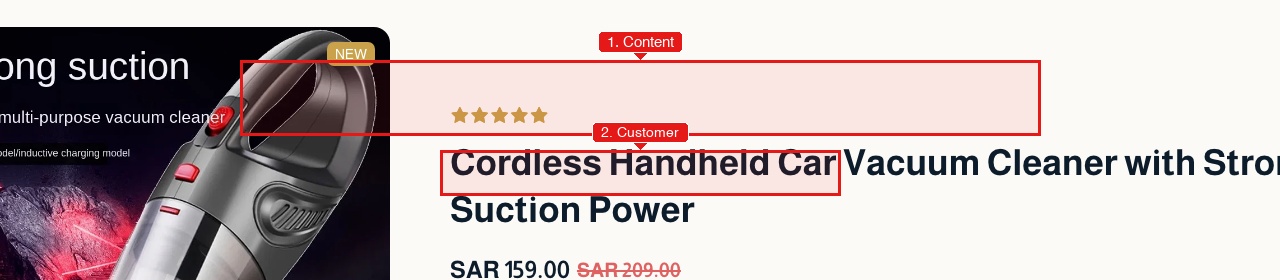 1. Content
NEW
ong suction
multi-purpose vacuum cleaner
2. Customer
odel/inductive charging model
Cordless Handheld Car Vacuum Cleaner with Stron
Suction Power
SAR 159.00 SAR 209.00